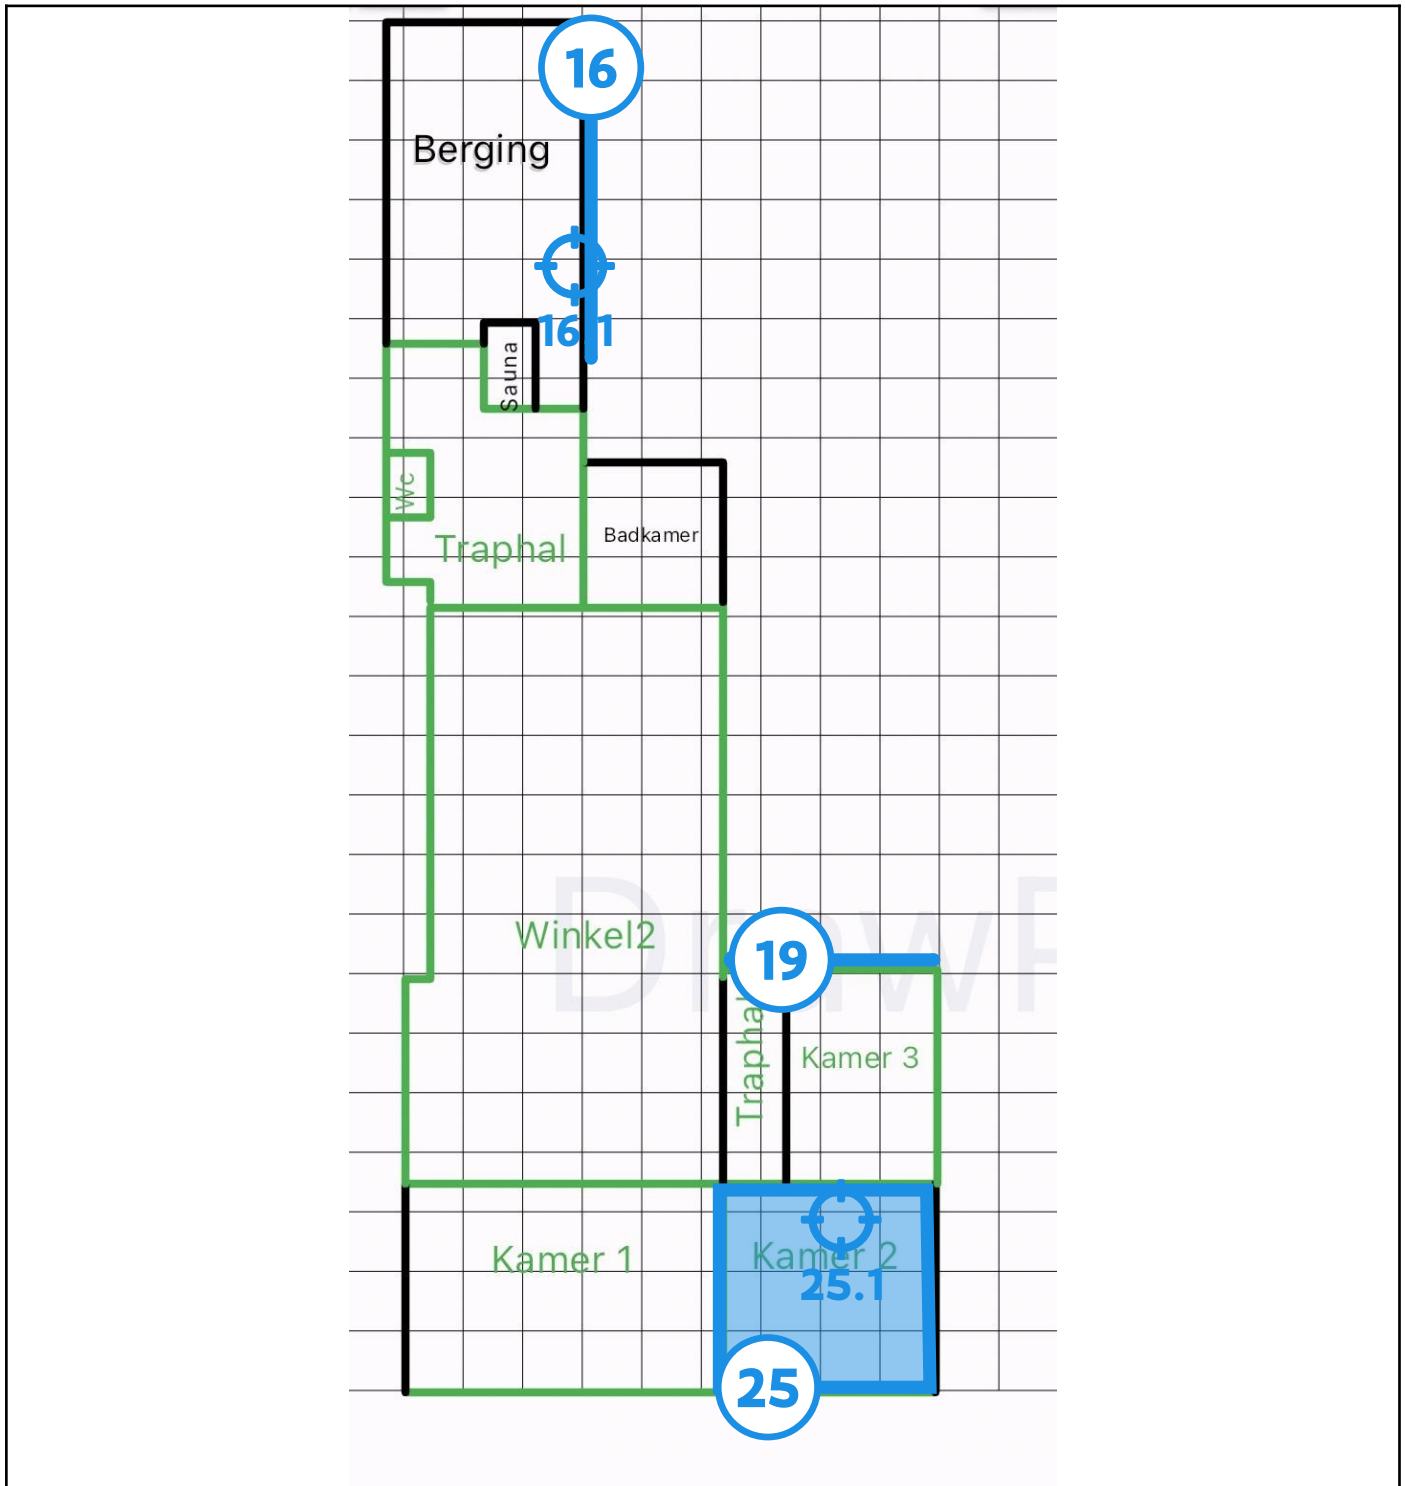 16
Berging
16.1
Sauna
Wc
Traphal
Badkamer
Winkel2
19
Traphal
Kamer 3
Kamer 1
Kamer 2
25.1
25